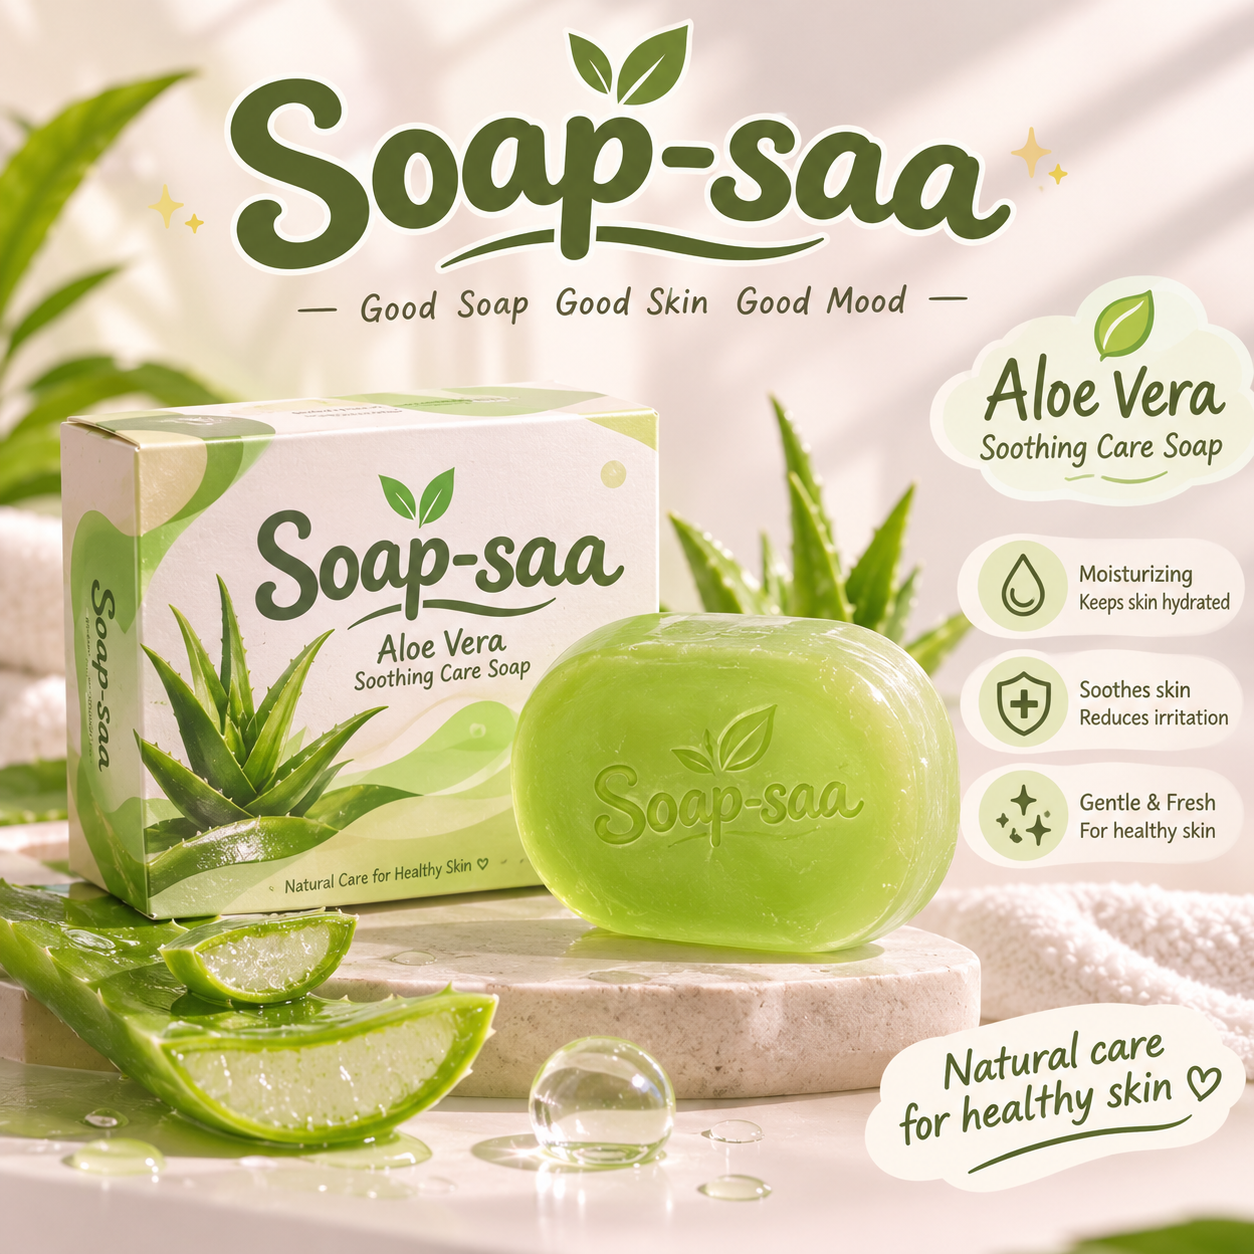 Soap-saa
— Good Soap Good Skin Good Mood —
Aloe Vera
Soothing Care Soap
Moisturizing
Keeps skin hydrated
Soothes skin
Reduces irritation
Gentle & Fresh
For healthy skin
Soap-saa
Aloe Vera
Soothing Care Soap
Natural Care for Healthy Skin ♡
Soap-saa
Soap-saa
Natural care
for healthy skin ♡